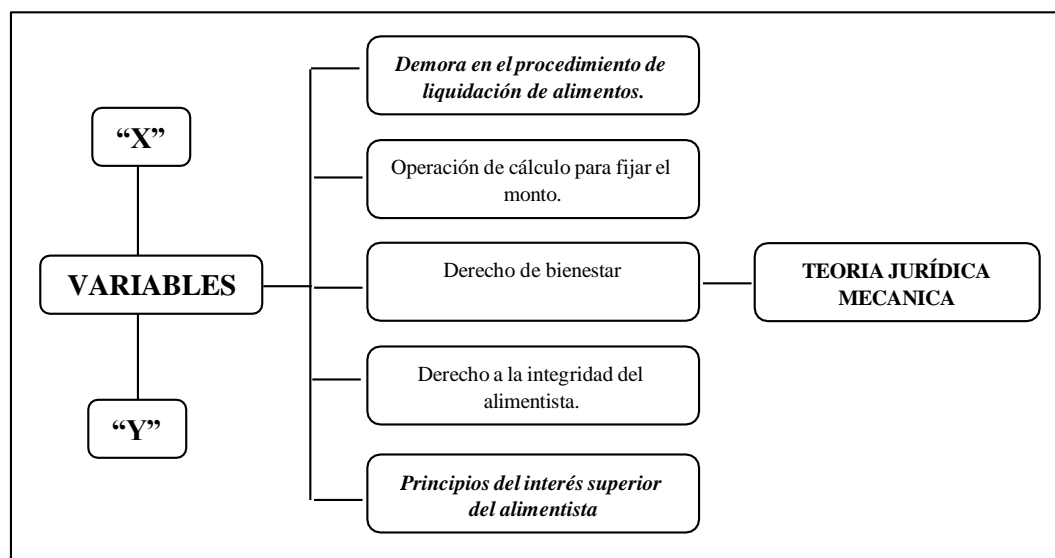 “X”
VARIABLES
“Y”
Demora en el procedimiento de
liquidación de alimentos.
Operación de cálculo para fijar el
monto.
Derecho de bienestar
Derecho a la integridad del
alimentista.
Principios del interés superior
del alimentista
TEORIA JURÍDICA
MECANICA